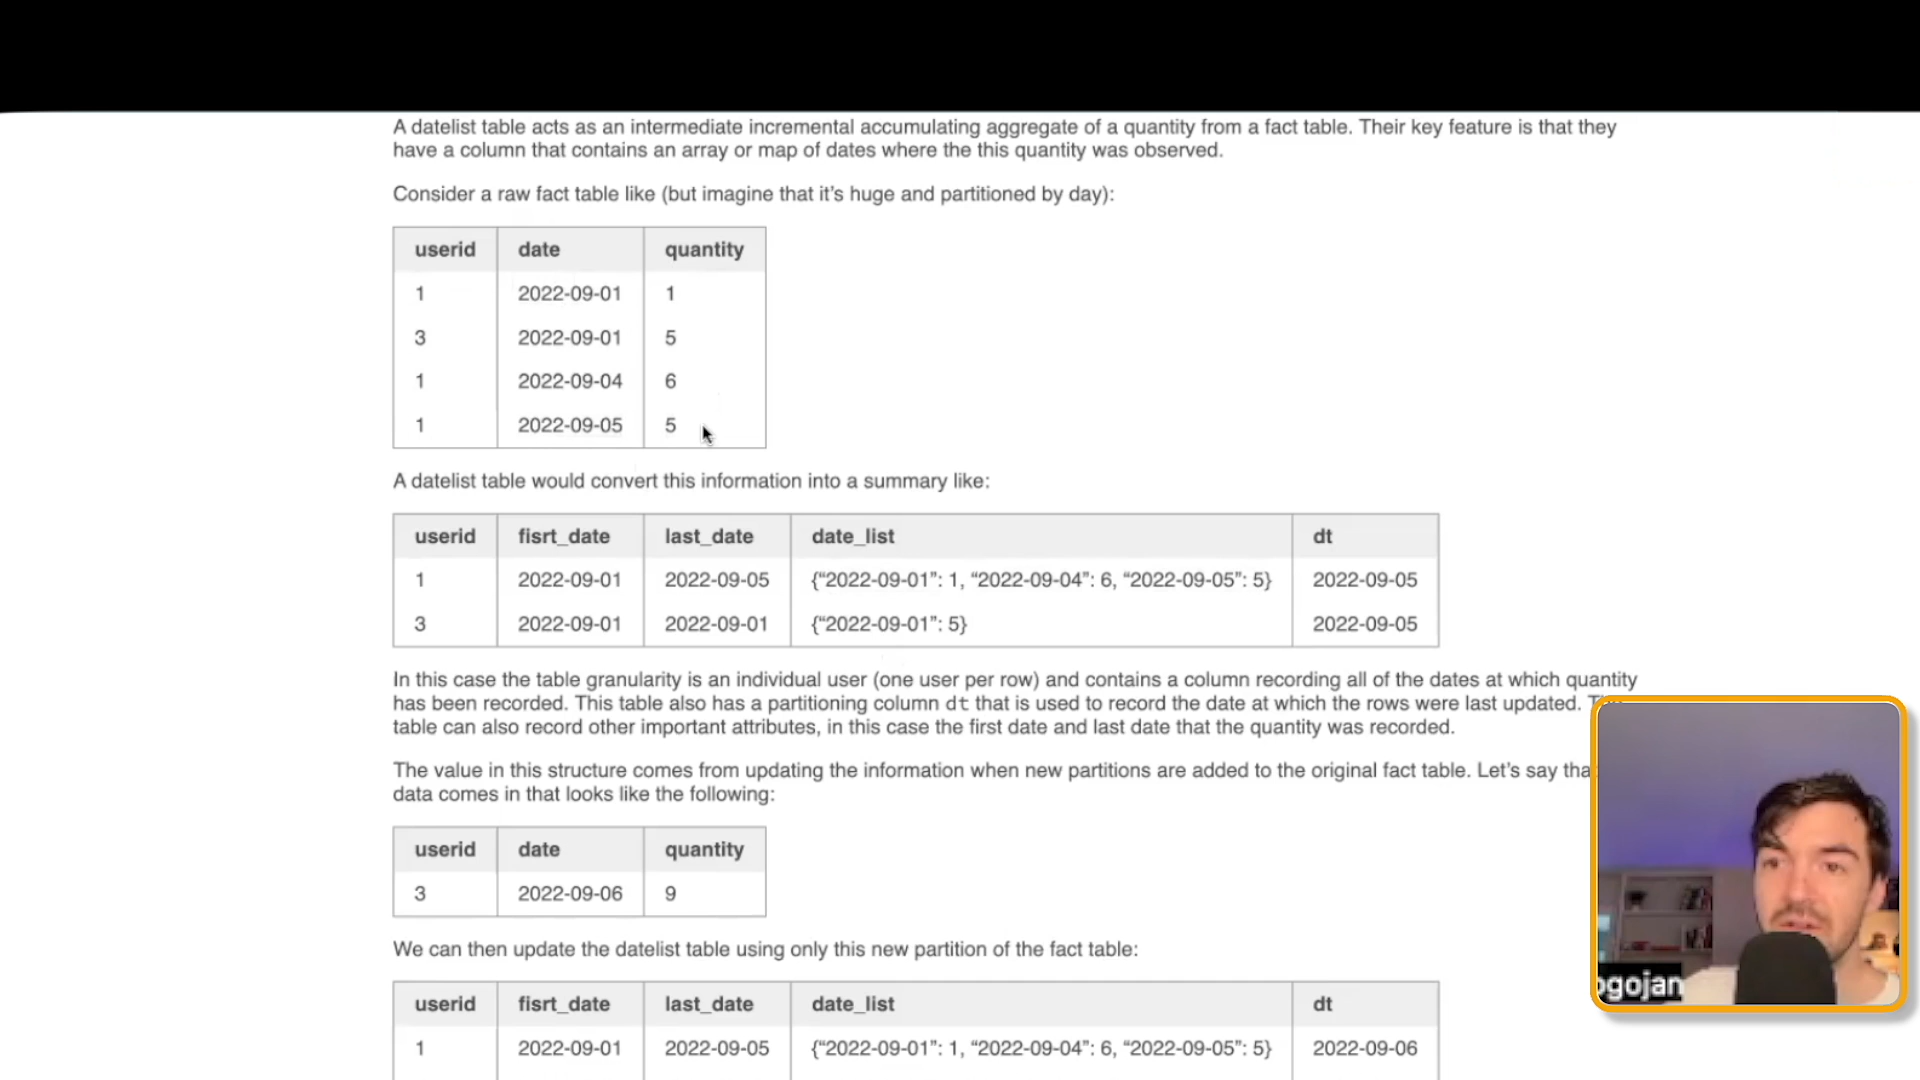 A datelist table acts as an intermediate incremental accumulating aggregate of a quantity from a fact table. Their key feature is that they
have a column that contains an array or map of dates where the this quantity was observed.
Consider a raw fact table like (but imagine that it's huge and partitioned by day):
userid date quantity
1 2022-09-01 1
3 2022-09-01 5
1 2022-09-04 6
1 2022-09-05 5
A datelist table would convert this information into a summary like:
userid fisrt_date last_date date_list dt
1 2022-09-01 2022-09-05 {“2022-09-01”: 1, “2022-09-04”: 6, “2022-09-05”: 5} 2022-09-05
3 2022-09-01 2022-09-01 {“2022-09-01”: 5} 2022-09-05
In this case the table granularity is an individual user (one user per row) and contains a column recording all of the dates at which quantity
has been recorded. This table also has a partitioning column dt that is used to record the date at which the rows were last updated.
table can also record other important attributes, in this case the first date and last date that the quantity was recorded.
The value in this structure comes from updating the information when new partitions are added to the original fact table. Let's say tha
data comes in that looks like the following:
userid date quantity
3 2022-09-06 9
We can then update the datelist table using only this new partition of the fact table:
userid fisrt_date last_date date_list dt
1 2022-09-01 2022-09-05 {“2022-09-01”: 1, “2022-09-04”: 6, “2022-09-05”: 5} 2022-09-06
ogojan